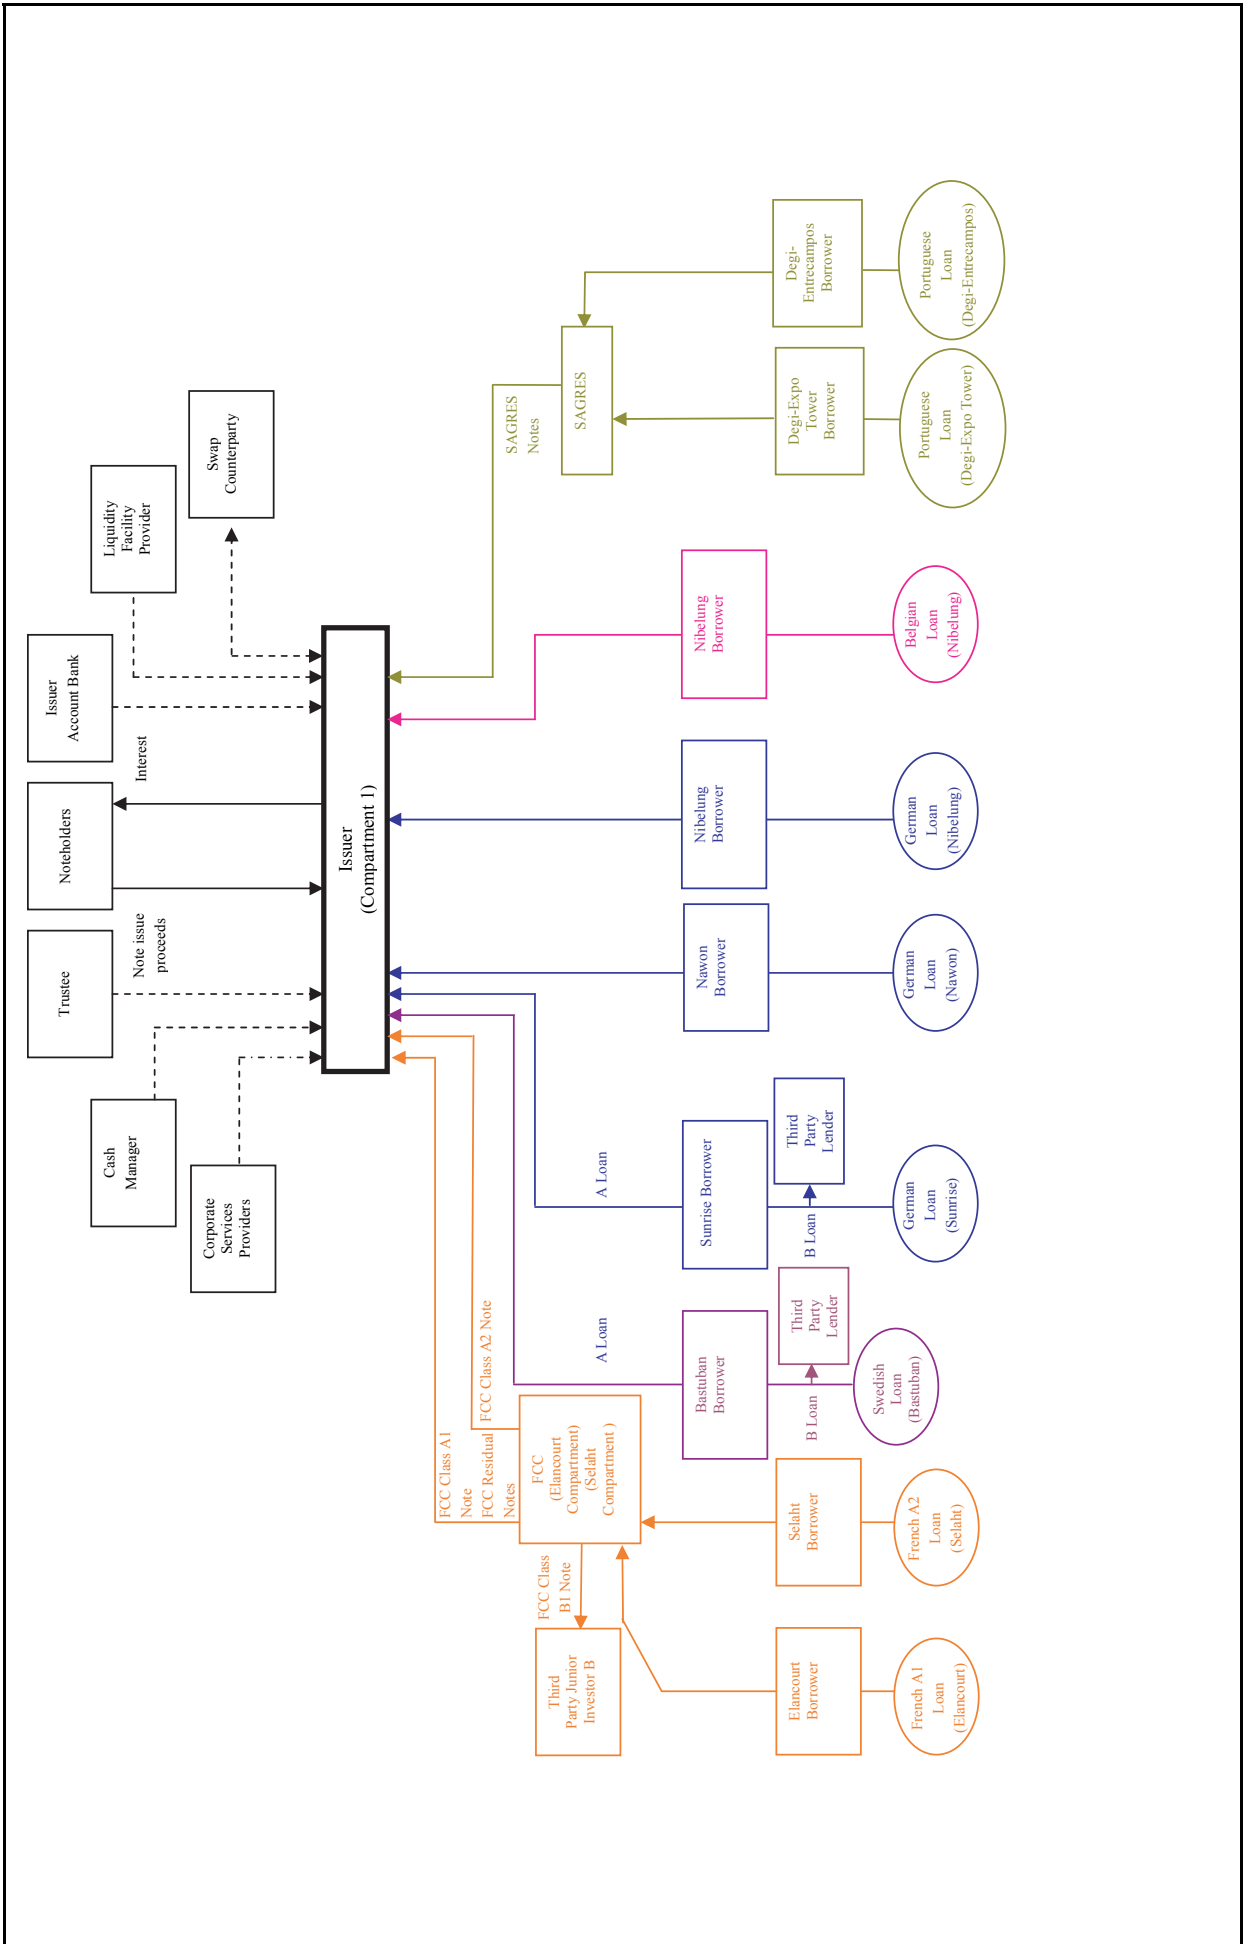 Trustee
Noteholders
Issuer
Account Bank
Cash
Manager
Note issue
proceeds
Interest
Liquidity
Facility
Provider
Corporate
Services
Providers
Swap
Counterparty
Issuer
(Compartment 1)
FCC Class A1
Note
FCC Residual
Notes
FCC Class A2 Note
SAGRES
Notes
FCC Class
B1 Note
Third
Party Junior
Investor B
FCC
(Elancourt
Compartment)
(Selaht
Compartment )
SAGRES
A Loan
A Loan
Bastuban
Borrower
Sunrise Borrower
Nawon
Borrower
Nibelung
Borrower
Nibelung
Borrower
Elancourt
Borrower
Selaht
Borrower
B Loan
Third
Party
Lender
B Loan
Third
Party
Lender
Degi-Expo
Tower
Borrower
Degi-
Entrecampos
Borrower
French A1
Loan
(Elancourt)
French A2
Loan
(Selaht)
Swedish
Loan
(Bastuban)
German
Loan
(Sunrise)
German
Loan
(Nawon)
German
Loan
(Nibelung)
Belgian
Loan
(Nibelung)
Portuguese
Loan
(Degi-Expo Tower)
Portuguese
Loan
(Degi-Entrecampos)